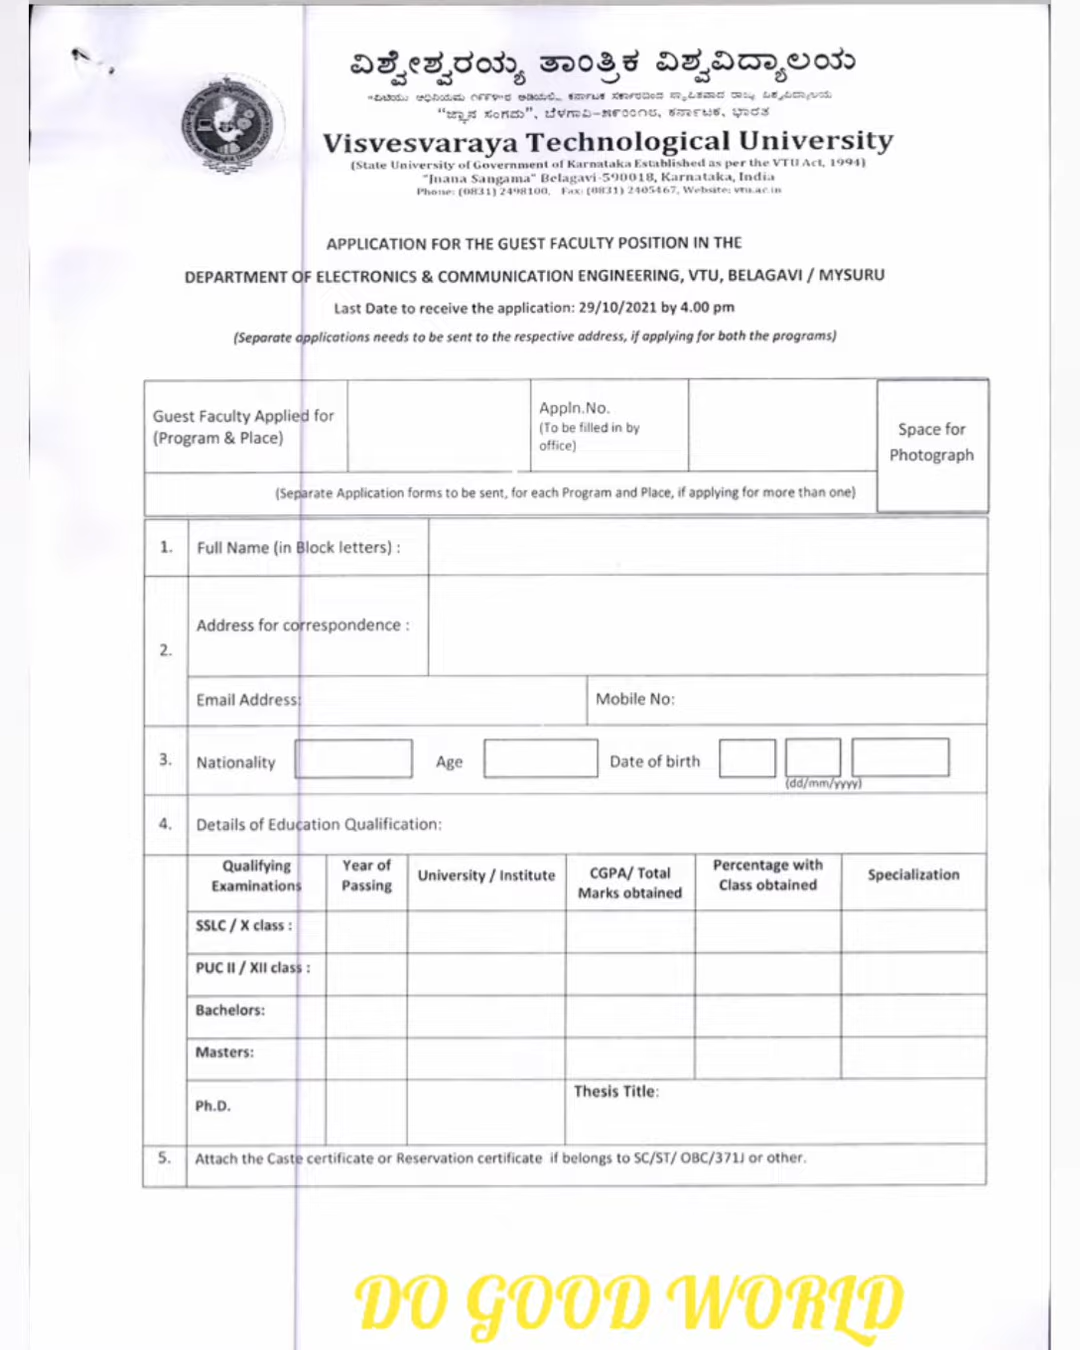 ವಿಶ್ವೇಶ್ವರಯ್ಯ ತಾಂತ್ರಿಕ ವಿಶ್ವವಿದ್ಯಾಲಯ
"ಜ್ಞಾನ ಸಂಗಮ", ಬೆಳಗಾವಿ-೫೯೦೦೧೮, ಕರ್ನಾಟಕ, ಭಾರತ
Visvesvaraya Technological University
(State University of Government of Karnataka Established as per the VTU Act, 1994)
"Jnana Sangama" Belagavi-590018, Karnataka, India
Phone: (0831) 2498100, Fax: (0831) 2405467, Website: vtu.ac.in
APPLICATION FOR THE GUEST FACULTY POSITION IN THE
DEPARTMENT OF ELECTRONICS & COMMUNICATION ENGINEERING, VTU, BELAGAVI / MYSURU
Last Date to receive the application: 29/10/2021 by 4.00 pm
(Separate applications needs to be sent to the respective address, if applying for both the programs)
Guest Faculty Applied for
(Program & Place)
Appln.No.
(To be filled in by
office)
Space for
Photograph
(Separate Application forms to be sent, for each Program and Place, if applying for more than one)
1. Full Name (in Block letters) :
2. Address for correspondence :
Email Address: Mobile No:
3. Nationality Age Date of birth
(dd/mm/yyyy)
4. Details of Education Qualification:
Qualifying
Examinations
Year of
Passing
University / Institute
CGPA/ Total
Marks obtained
Percentage with
Class obtained
Specialization
SSLC / X class :
PUC II / XII class :
Bachelors:
Masters:
Ph.D.
Thesis Title:
5. Attach the Caste certificate or Reservation certificate if belongs to SC/ST/ OBC/371J or other.
DO GOOD WORLD